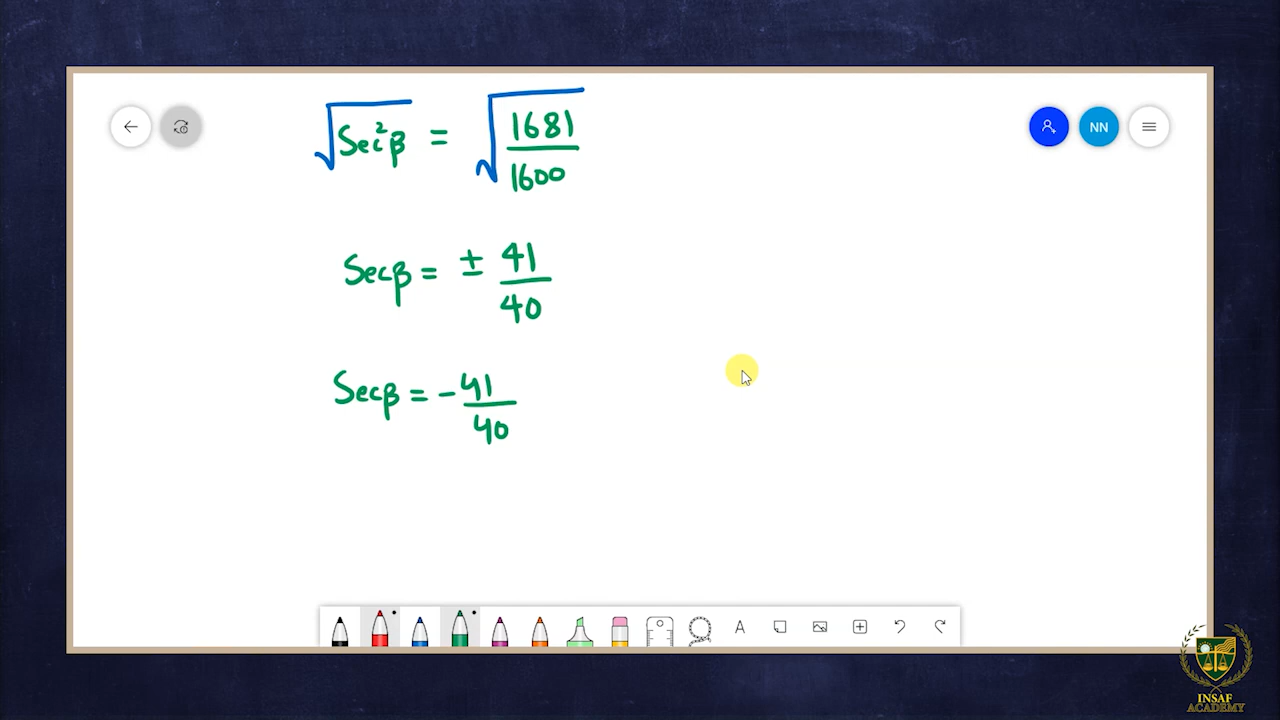 √Sec²β = √1681/1600
NN
Secβ = ± 41/40
Secβ = - 41/40
A
INSAF
ACADEMY